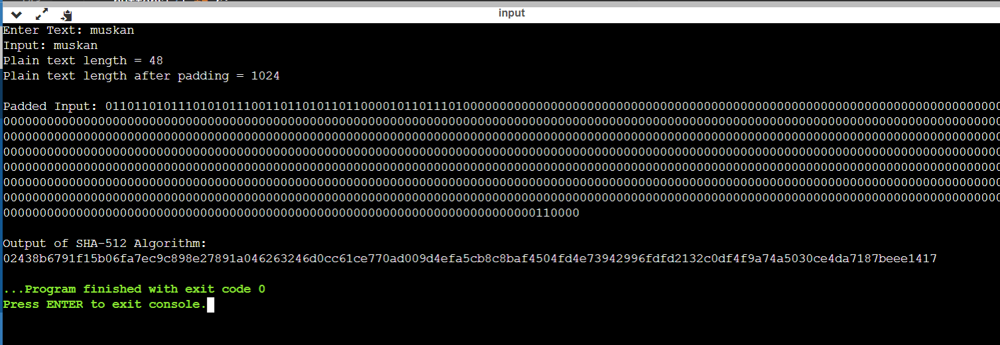 input
Enter Text: muskan
Input: muskan
Plain text length = 48
Plain text length after padding = 1024
Padded Input: 011011010111010101110011011010110110000101101110100000000000000000000000000000000000000000000000000000000000000000000000000
00000000000000000000000000000000000000000000000000000000000000000000000000000000000000000000000000000000000000000000000000000000000000000
00000000000000000000000000000000000000000000000000000000000000000000000000000000000000000000000000000000000000000000000000000000000000000
00000000000000000000000000000000000000000000000000000000000000000000000000000000000000000000000000000000000000000000000000000000000000000
00000000000000000000000000000000000000000000000000000000000000000000000000000000000000000000000000000000000000000000000000000000000000000
00000000000000000000000000000000000000000000000000000000000000000000000000000000000000000000000000000000000000000000000000000000000000000
00000000000000000000000000000000000000000000000000000000000000000000000000000000000000000000000000000000000000000000000000000000000000000
0000000000000000000000000000000000000000000000000000000000000000000000000110000
Output of SHA-512 Algorithm:
02438b6791f15b06fa7ec9c898e27891a046263246d0cc61ce770ad009d4efa5cb8c8baf4504fd4e73942996fdfd2132c0df4f9a74a5030ce4da7187beee1417
...Program finished with exit code 0
Press ENTER to exit console.